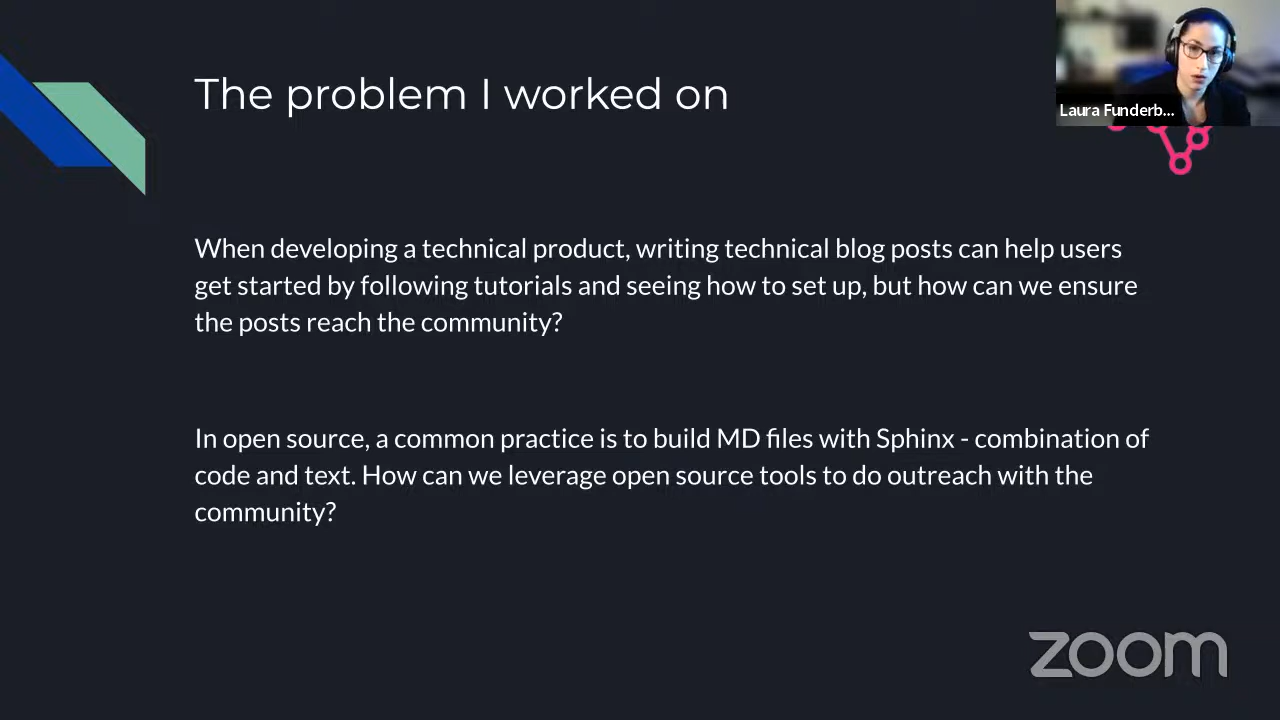 The problem I worked on
Laura Funderb...
When developing a technical product, writing technical blog posts can help users
get started by following tutorials and seeing how to set up, but how can we ensure
the posts reach the community?
In open source, a common practice is to build MD files with Sphinx - combination of
code and text. How can we leverage open source tools to do outreach with the
community?
zoom